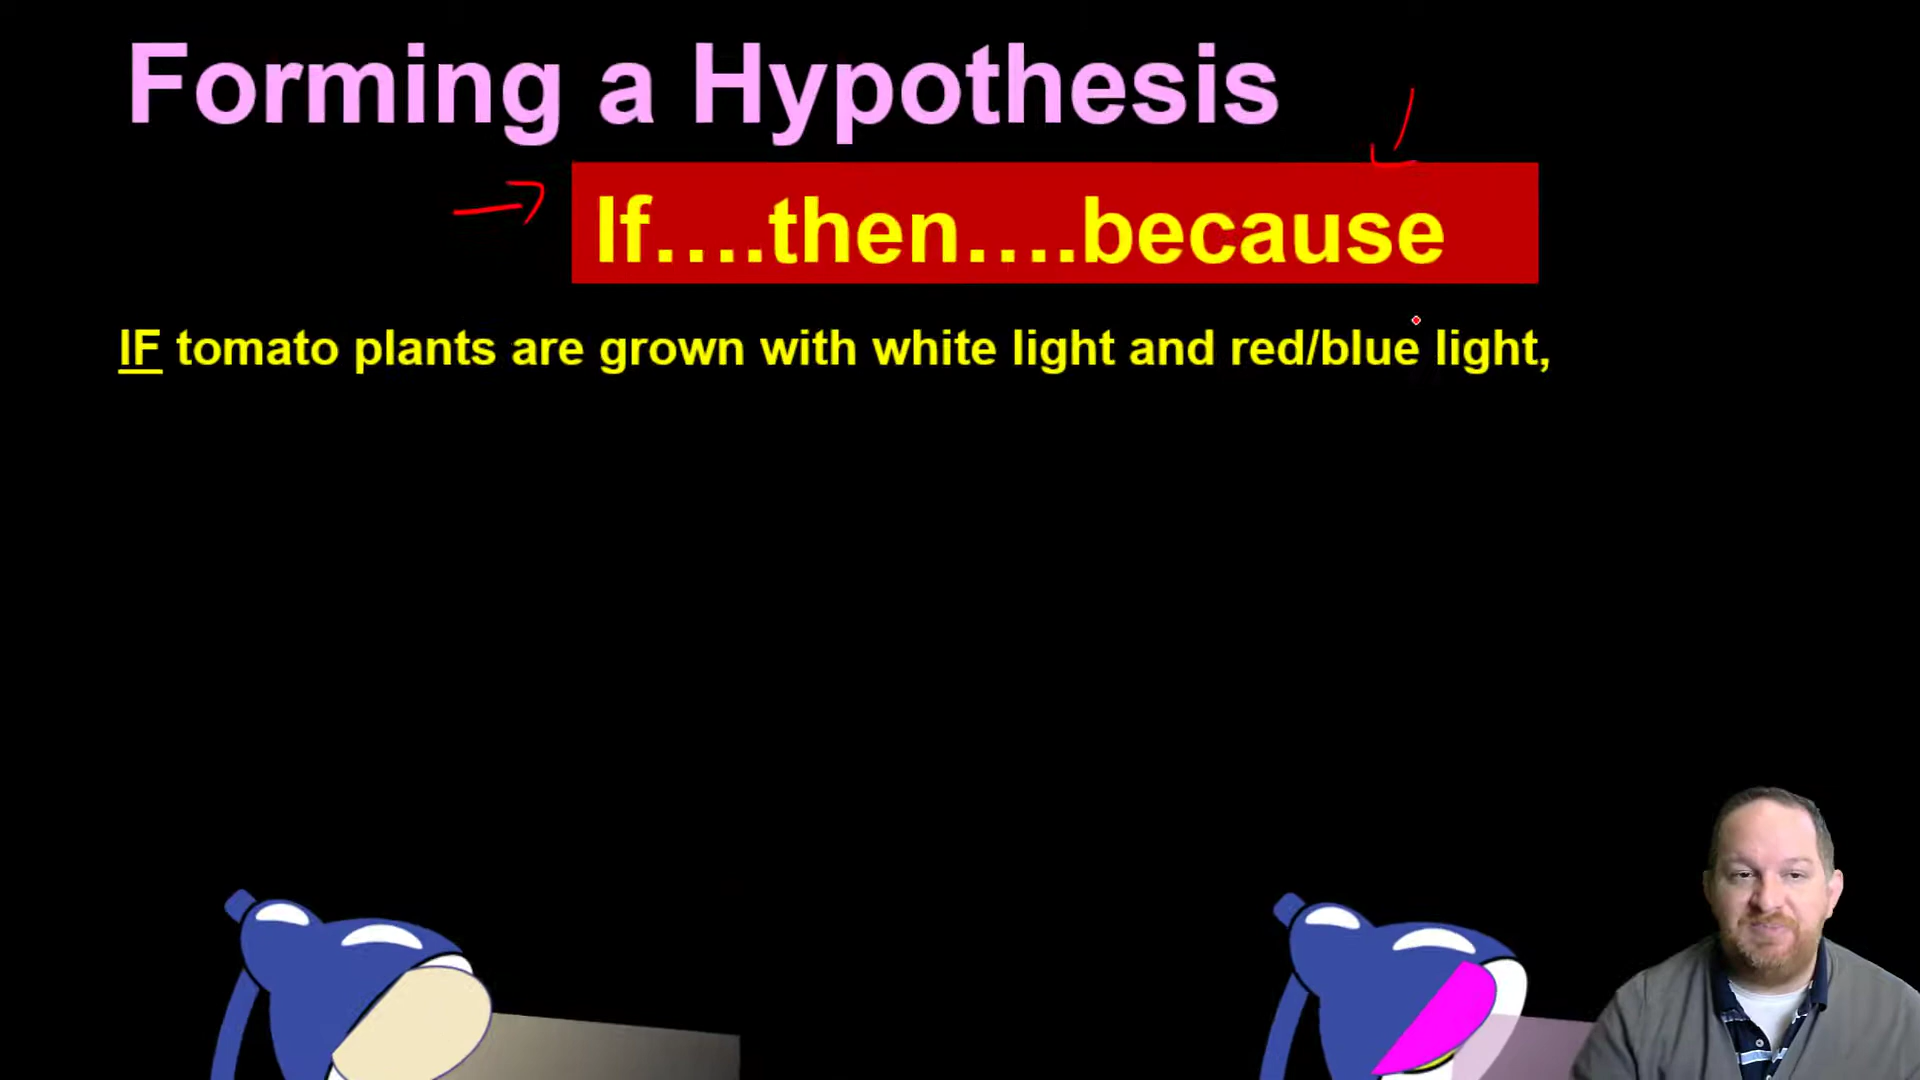 Forming a Hypothesis
If....then....because
IF tomato plants are grown with white light and red/blue light,